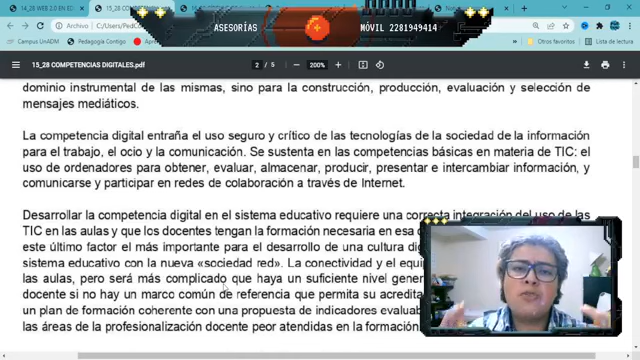 14_28 WEB 2.0 EN ED
15_28 COMPETEN
ASESORÍAS
MÓVIL 2281949414
Archivo
C:/Users/PedC
Campus UnADM
Pedagogía Contigo
Otros favoritos
Lista de lectura
15_28 COMPETENCIAS DIGITALES.pdf
2 / 5
200%
dominio instrumental de las mismas, sino para la construcción, producción, evaluación y selección de
mensajes mediáticos.
La competencia digital entraña el uso seguro y crítico de las tecnologías de la sociedad de la información
para el trabajo, el ocio y la comunicación. Se sustenta en las competencias básicas en materia de TIC: el
uso de ordenadores para obtener, evaluar, almacenar, producir, presentar e intercambiar información, y
comunicarse y participar en redes de colaboración a través de Internet.
Desarrollar la competencia digital en el sistema educativo requiere una correcta integración del uso de las
TIC en las aulas y que los docentes tengan la formación necesaria en esa
este último factor el más importante para el desarrollo de una cultura
sistema educativo con la nueva «sociedad red». La conectividad y el
las aulas, pero será más complicado que haya un suficiente nivel
docente si no hay un marco común de referencia que permita su
un plan de formación coherente con una propuesta de indicadores
las áreas de la profesionalización docente peor atendidas en la formación